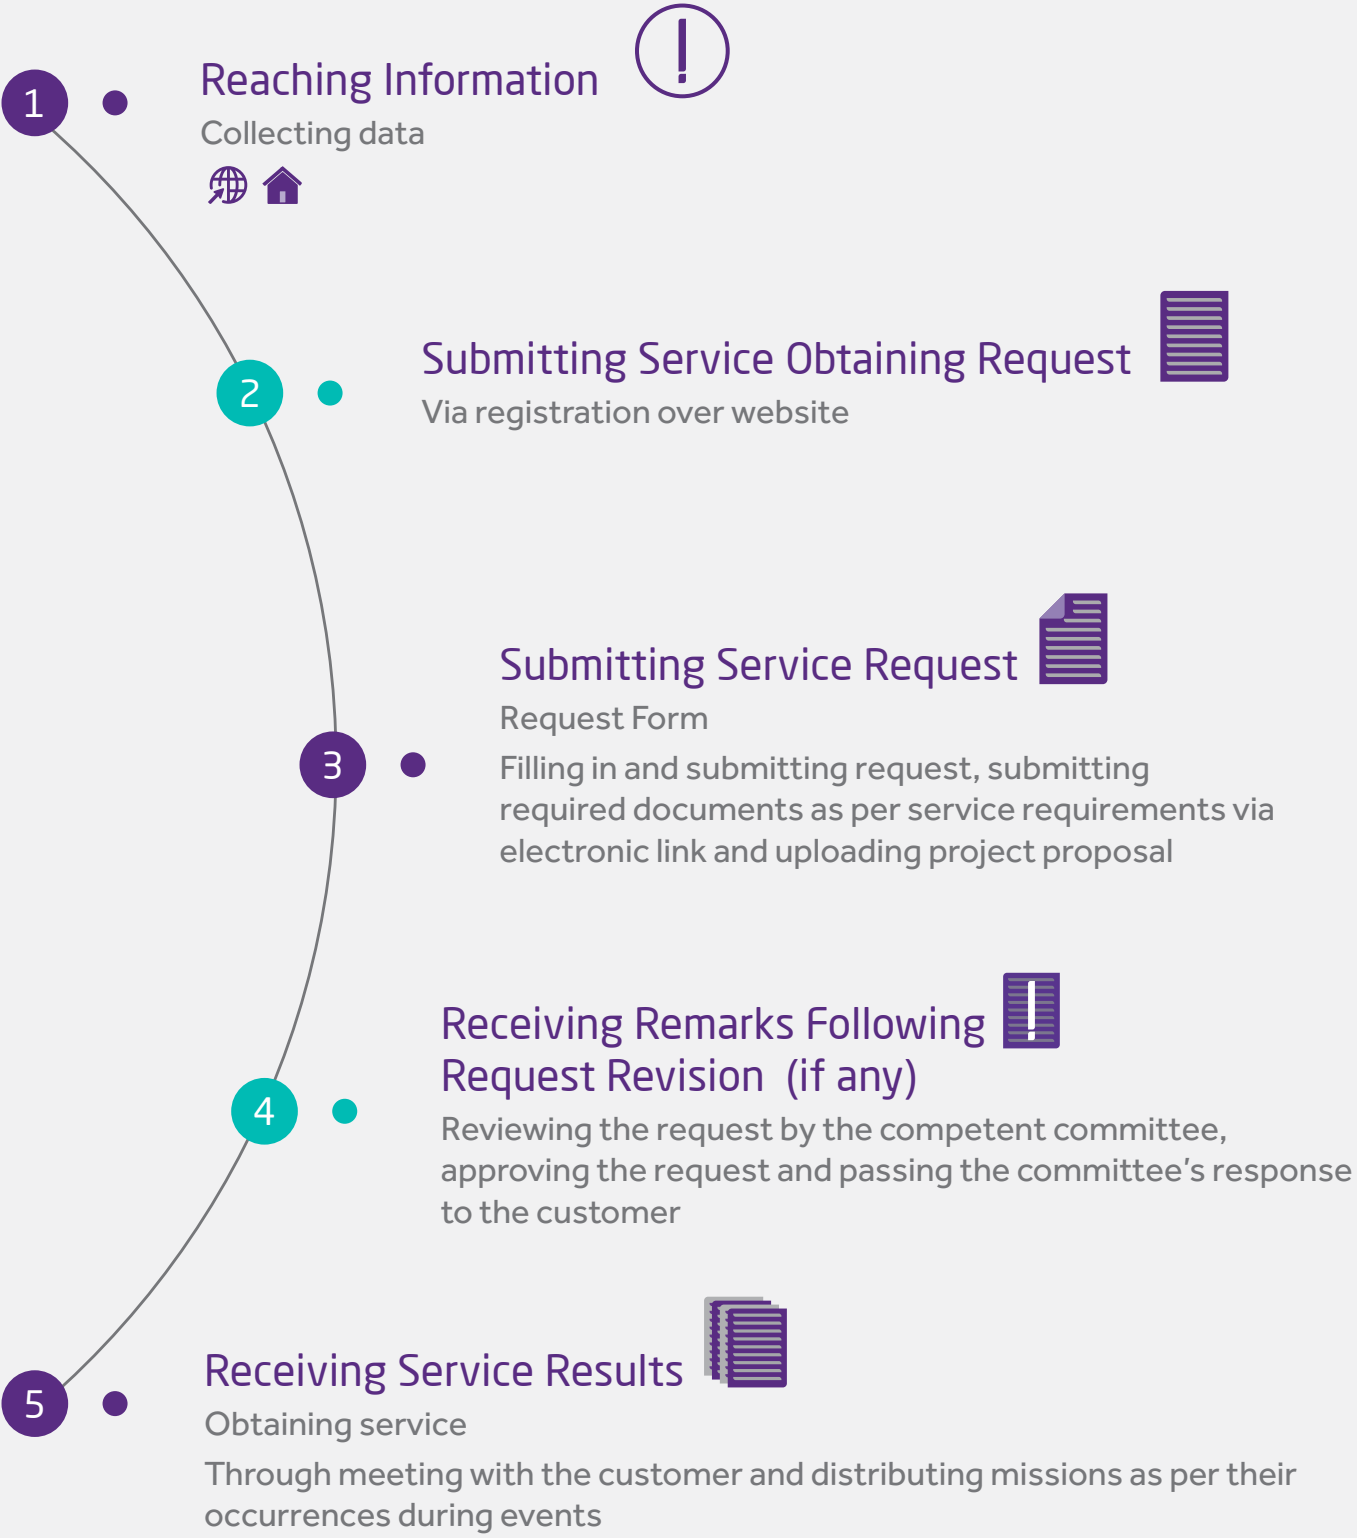 1
Reaching Information
Collecting data
2
Submitting Service Obtaining Request
Via registration over website
3
Submitting Service Request
Request Form
Filling in and submitting request, submitting
required documents as per service requirements via
electronic link and uploading project proposal
4
Receiving Remarks Following
Request Revision (if any)
Reviewing the request by the competent committee,
approving the request and passing the committee's response
to the customer
5
Receiving Service Results
Obtaining service
Through meeting with the customer and distributing missions as per their
occurrences during events